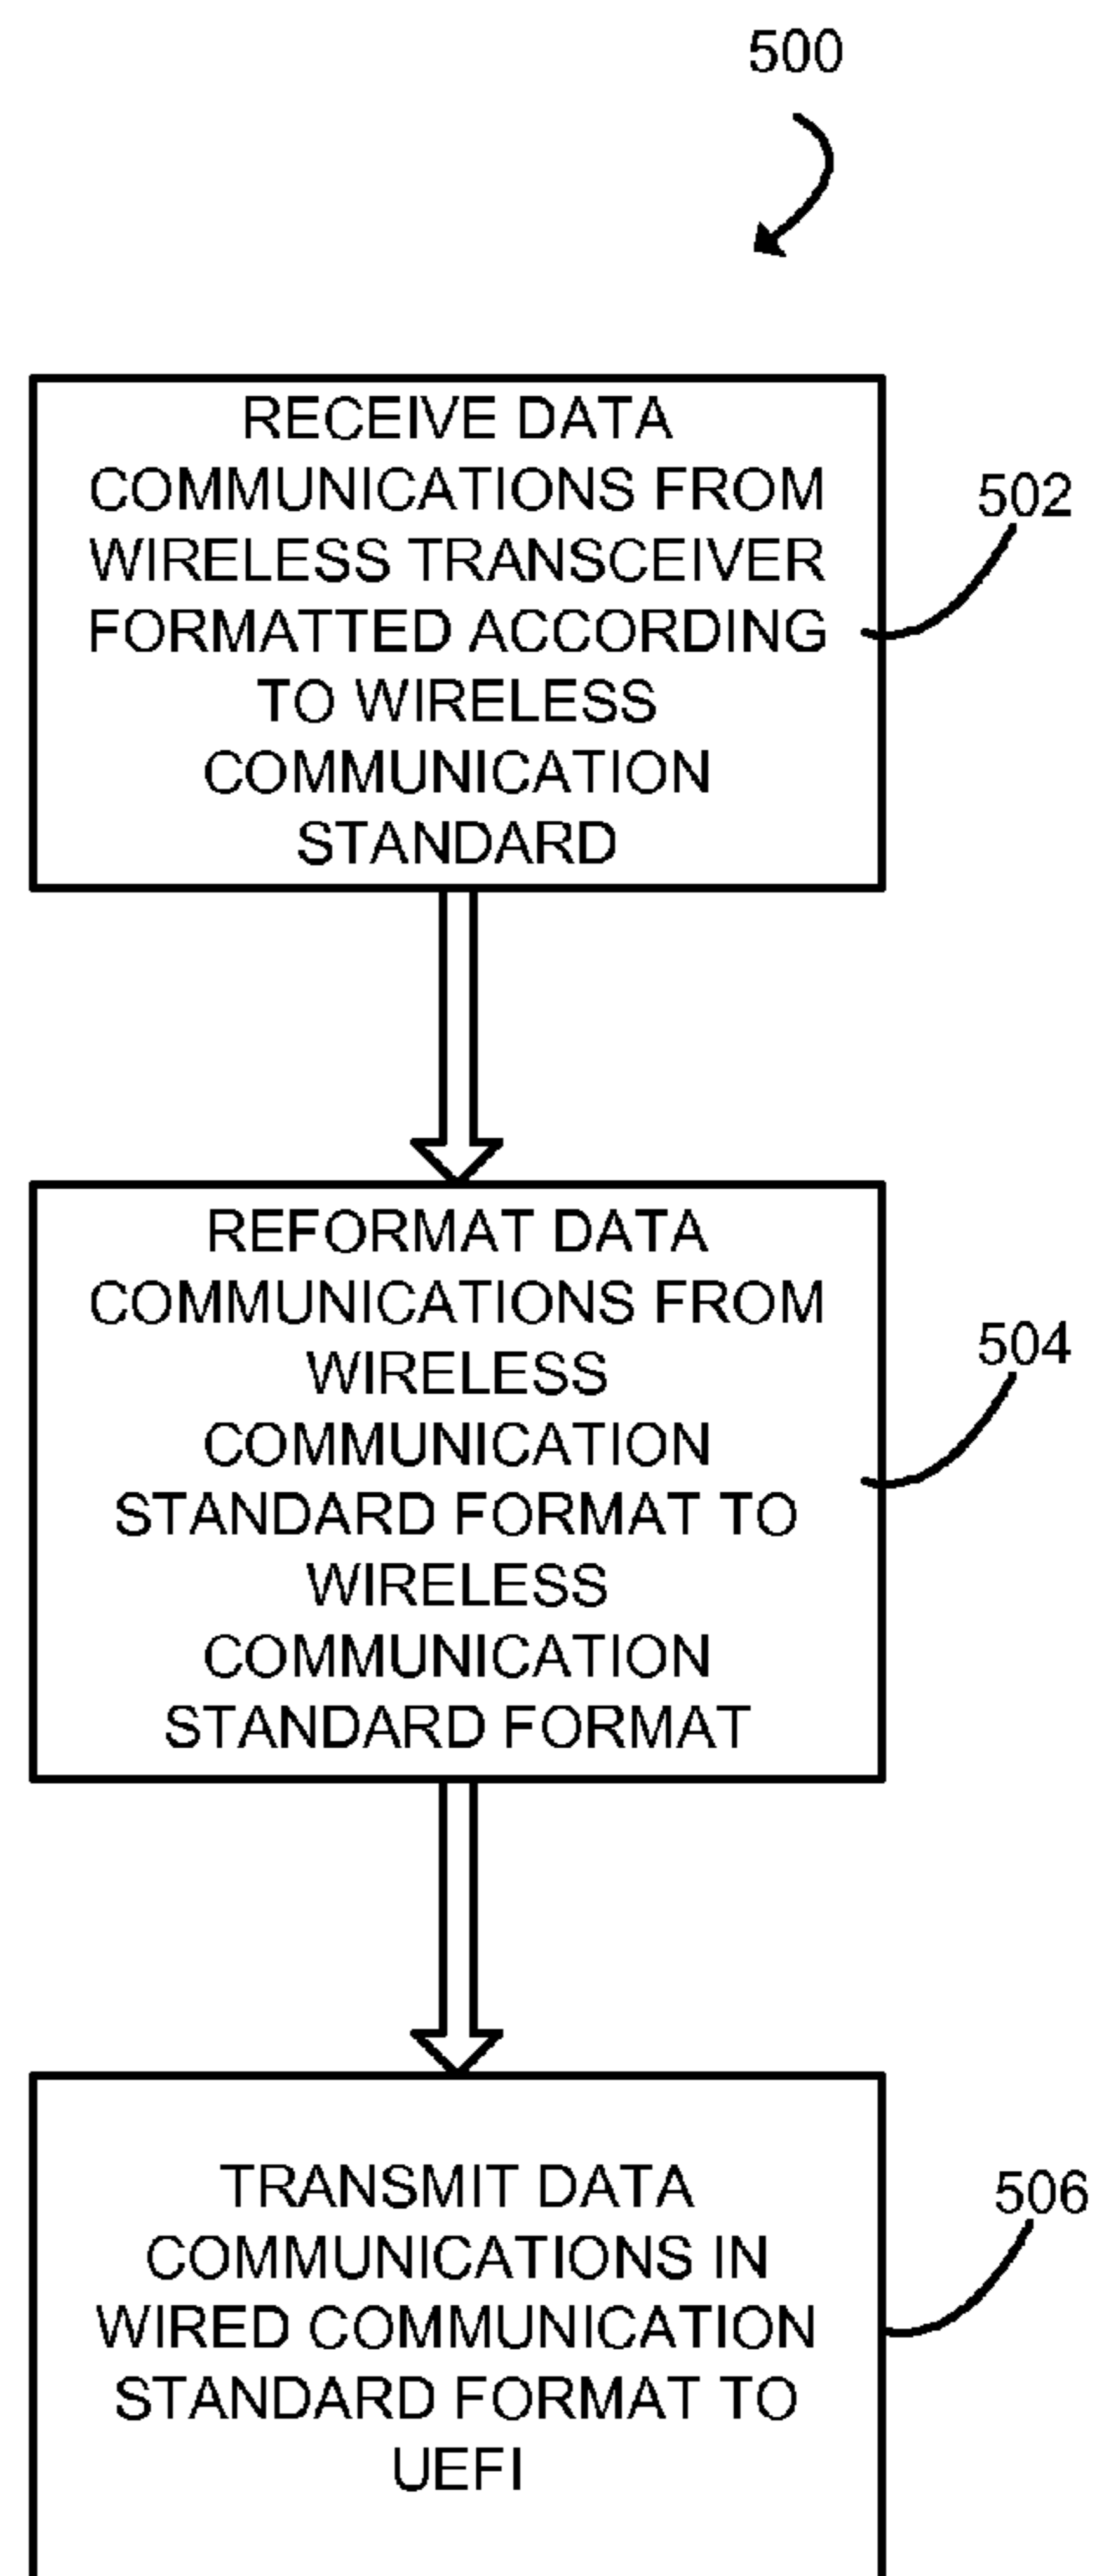 500
RECEIVE DATA
COMMUNICATIONS FROM
WIRELESS TRANSCEIVER
FORMATTED ACCORDING
TO WIRELESS
COMMUNICATION
STANDARD
502
REFORMAT DATA
COMMUNICATIONS FROM
WIRELESS
COMMUNICATION
STANDARD FORMAT TO
WIRELESS
COMMUNICATION
STANDARD FORMAT
504
TRANSMIT DATA
COMMUNICATIONS IN
WIRED COMMUNICATION
STANDARD FORMAT TO
UEFI
506